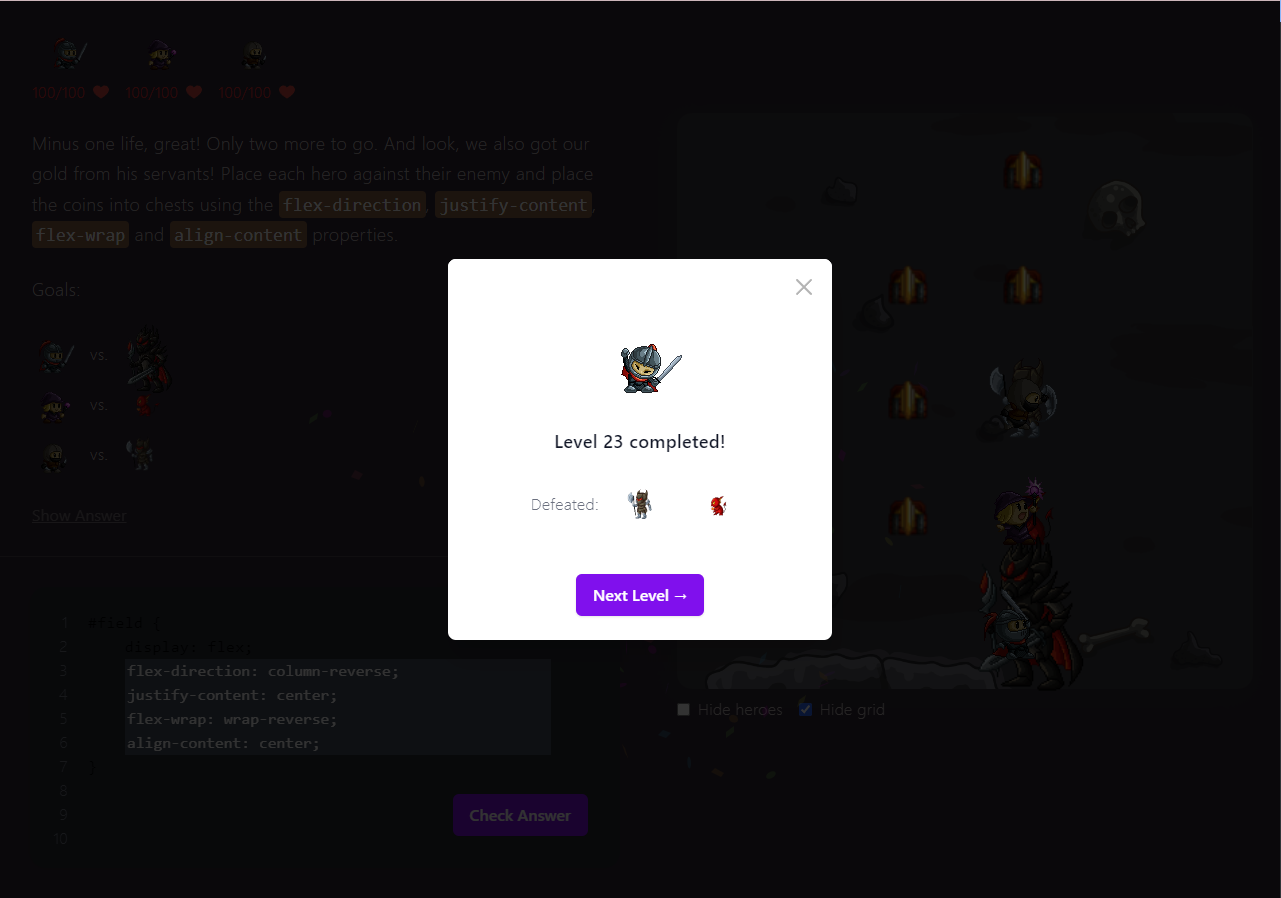 100/100 100/100 100/100
Minus one life, great! Only two more to go. And look, we also got our
gold from his servants! Place each hero against their enemy and place
the coins into chests using the flex-direction, justify-content,
flex-wrap and align-content properties.
Goals:
vs.
vs.
vs.
Show Answer
Level 23 completed!
Defeated:
Next Level →
1 #field {
2 display: flex;
3 flex-direction: column-reverse;
4 justify-content: center;
5 flex-wrap: wrap-reverse;
6 align-content: center;
7 }
8
9
10
Check Answer
Hide heroes Hide grid